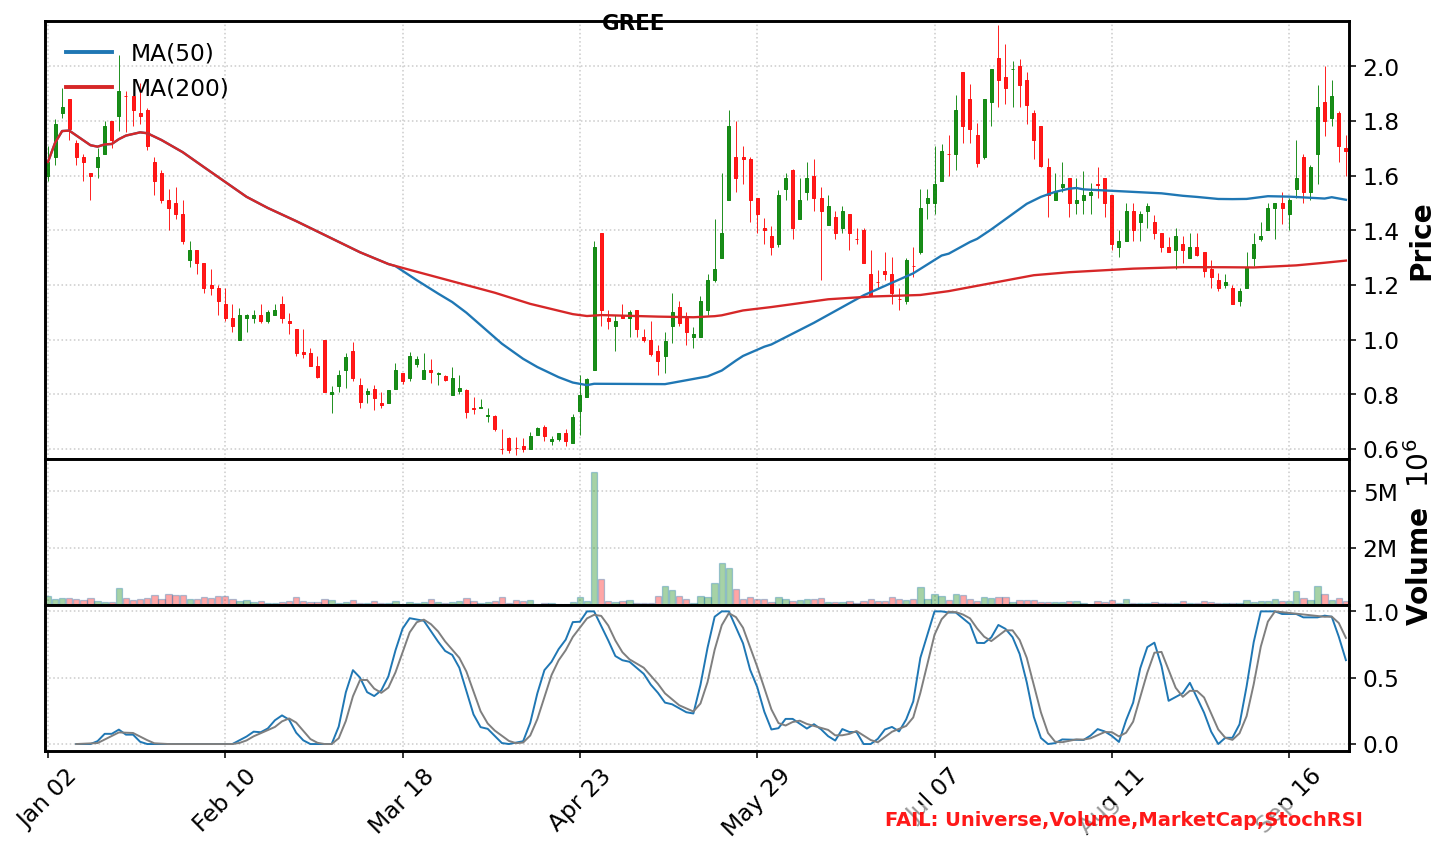 GREE
MA(50)
MA(200)
2.0
1.8
1.6
1.4
1.2
1.0
0.8
0.6
Price
5M
2M
Volume 10^6
1.0
0.5
0.0
Jan 02
Feb 10
Mar 18
Apr 23
May 29
Jul 07
Aug 11
Sep 16
FAIL: Universe,Volume,MarketCap,StochRSI